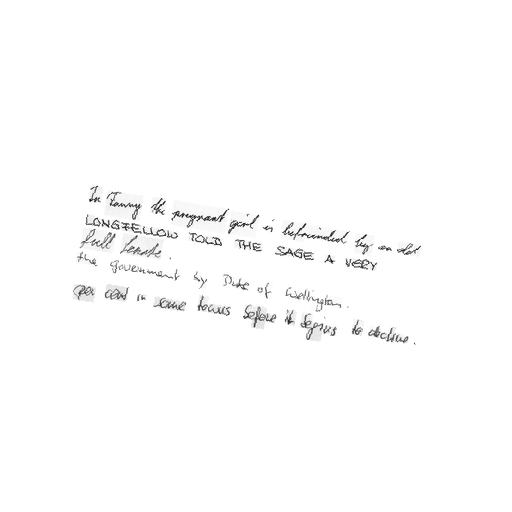 In Fanny the pregnant girl is befriended by an old
LONGFELLOW TOLD THE SAGE A VERY
full Senate.
the government by Duke of Wellington.
per cent in some towns before it begins to decline.